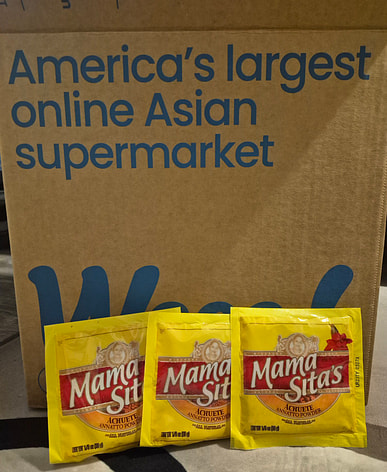 America's largest
online Asian
supermarket
Mama
Sita's
ACHUETE
ANNATTO POWDER
Mama
Sita's
ACHUETE
ANNATTO POWDER
Mama
Sita's
ACHUETE
ANNATTO POWDER